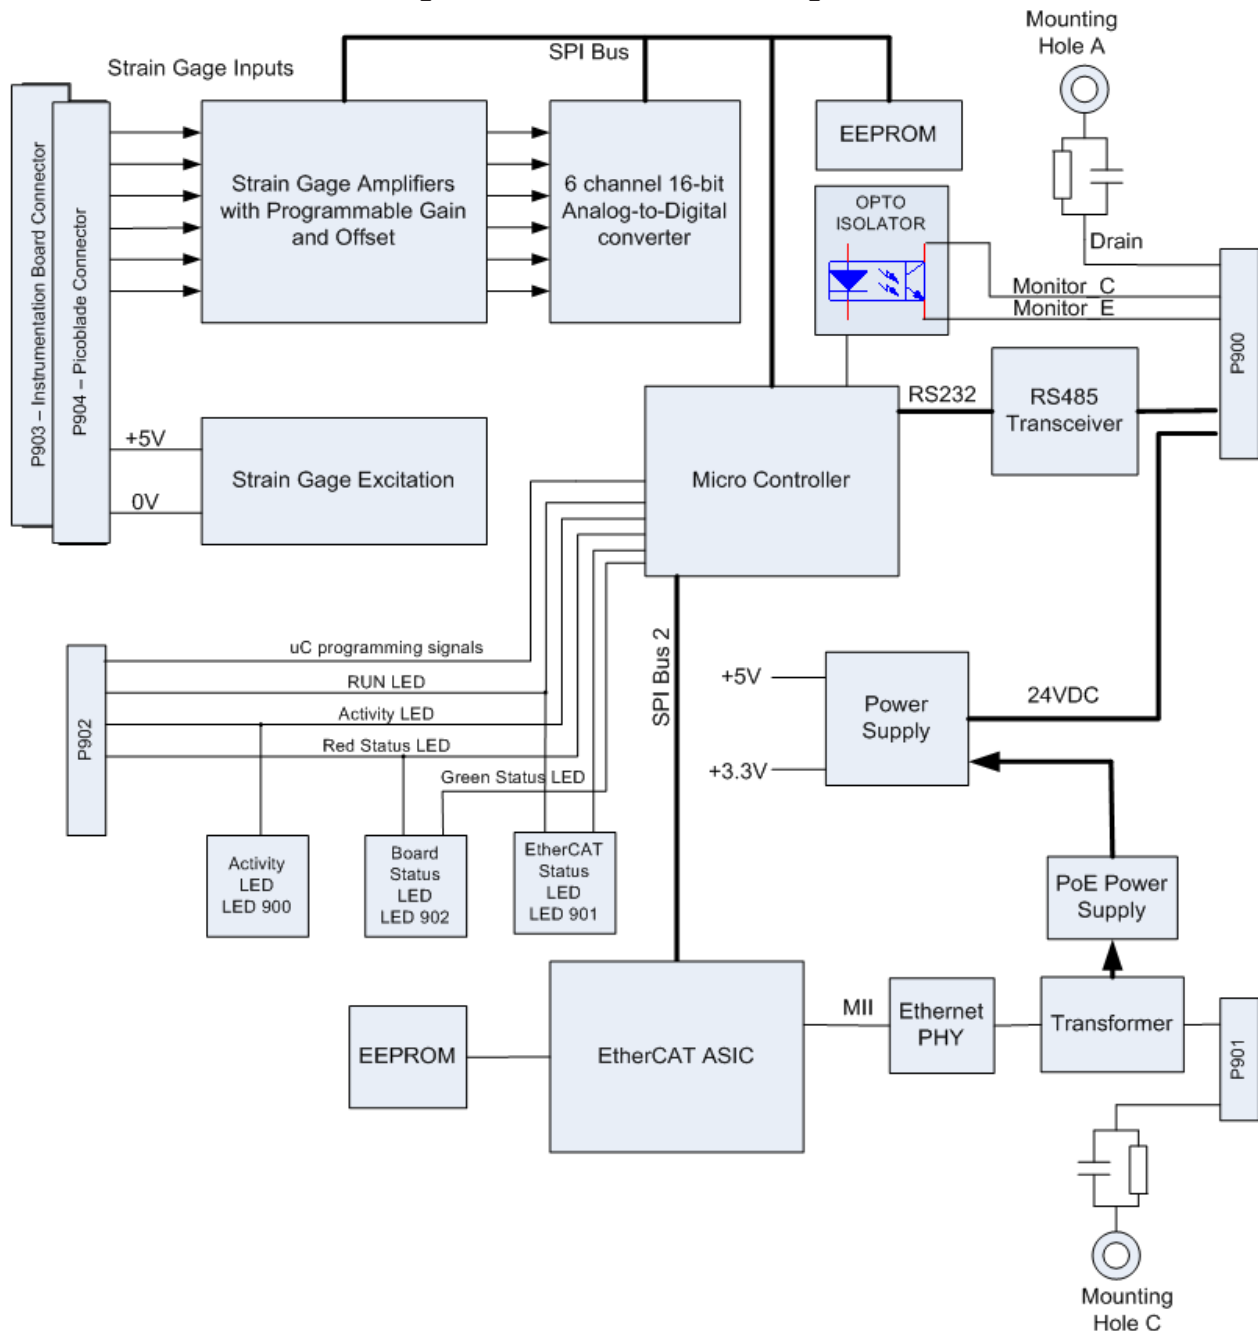 Mounting
Hole A
SPI Bus
Strain Gage Inputs
P903 – Instrumentation Board Connector
P904 – Picoblade Connector
Strain Gage Amplifiers
with Programmable Gain
and Offset
6 channel 16-bit
Analog-to-Digital
converter
EEPROM
OPTO
ISOLATOR
Drain
Monitor_C
Monitor_E
P900
RS232
RS485
Transceiver
+5V
0V
Strain Gage Excitation
Micro Controller
uC programming signals
RUN LED
Activity LED
Red Status LED
Green Status LED
P902
SPI Bus 2
+5V
+3.3V
Power
Supply
24VDC
Activity
LED
LED 900
Board
Status
LED
LED 902
EtherCAT
Status
LED
LED 901
PoE Power
Supply
EEPROM
EtherCAT ASIC
MII
Ethernet
PHY
Transformer
P901
Mounting
Hole C